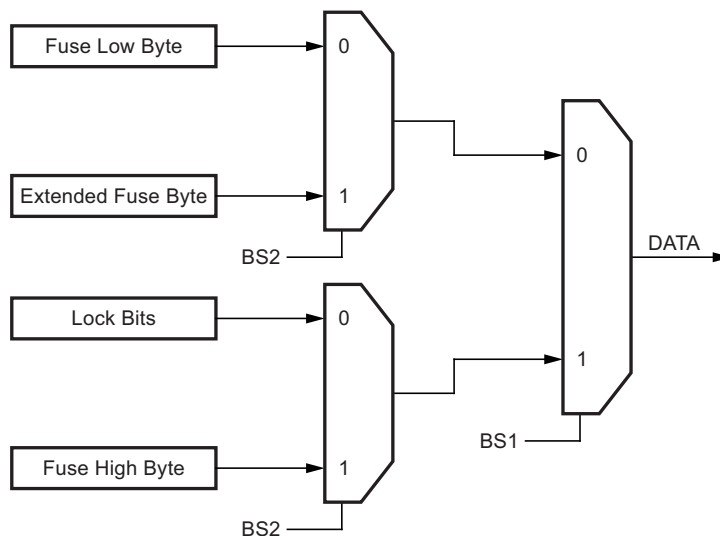 Fuse Low Byte
0
Extended Fuse Byte
1
BS2
0
DATA
Lock Bits
0
1
BS1
Fuse High Byte
1
BS2